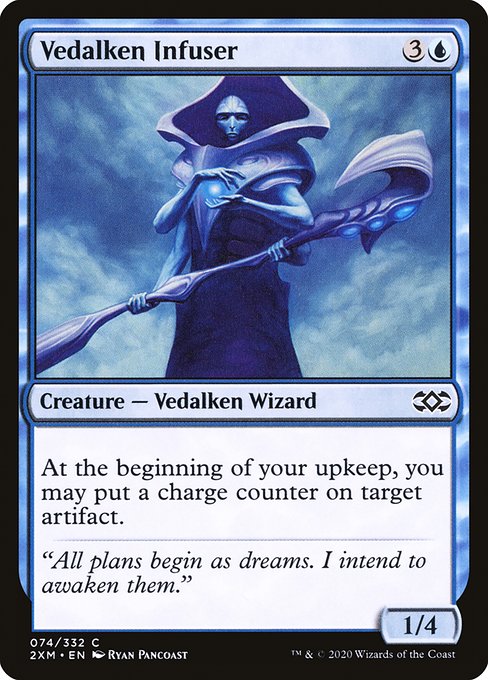 Vedalken Infuser 3
Creature — Vedalken Wizard
At the beginning of your upkeep, you
may put a charge counter on target
artifact.
“All plans begin as dreams. I intend to
awaken them.”
1/4
074/332 C
2XM • EN Ryan Pancoast
™ & © 2020 Wizards of the Coast